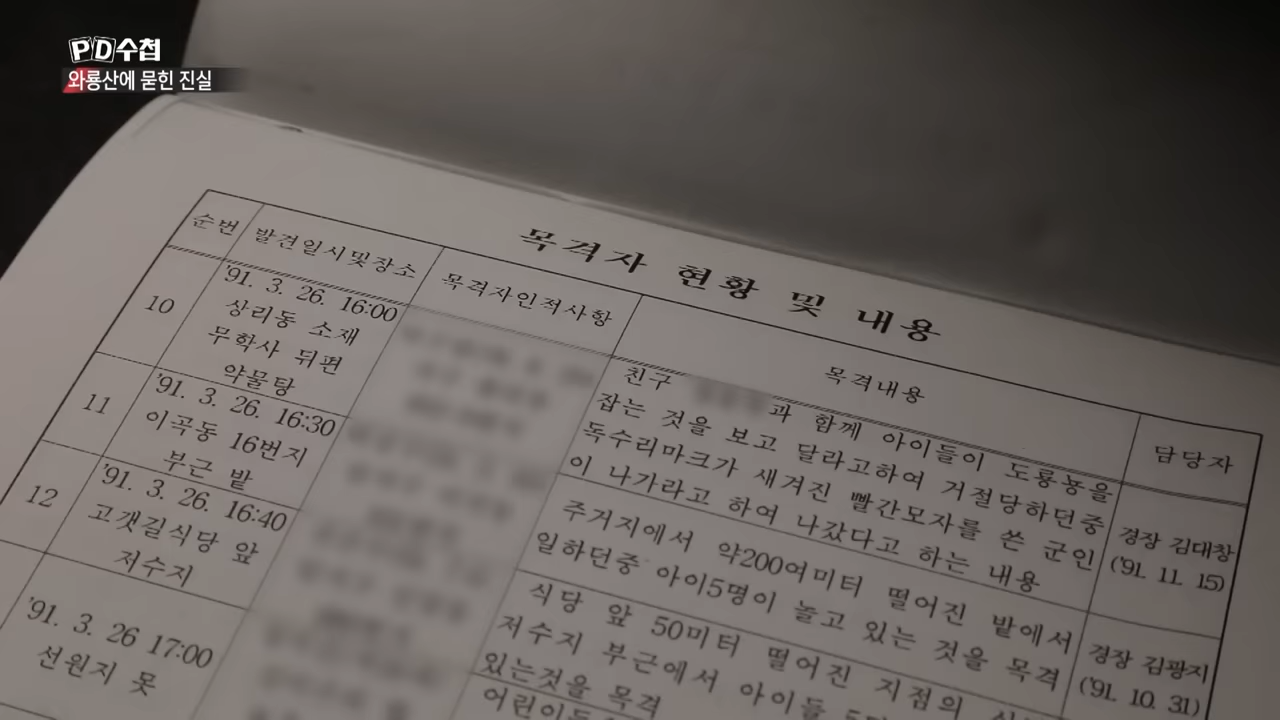 PD수첩
와룡산에 묻힌 진실
목격자 현황 및 내용
순번
발견일시및장소
목격자인적사항
목격내용
담당자
10
'91. 3. 26. 16:00
상리동 소재
무학사 뒤편
약물탕
친구 과 함께 아이들이 도룡뇽을
잡는 것을 보고 달라고하여 거절당하던중
독수리마크가 새겨진 빨간모자를 쓴 군인
이 나가라고 하여 나갔다고 하는 내용
경장 김대창
('91. 11. 15)
11
'91. 3. 26. 16:30
이곡동 16번지
부근 밭
주거지에서 약200여미터 떨어진 밭에서
일하던중 아이5명이 놀고 있는 것을 목격
경장 김광지
('91. 10. 31)
12
'91. 3. 26. 16:40
고갯길식당 앞
저수지
식당 앞 50미터 떨어진 지점의
저수지 부근에서 아이들
있는것을 목격
'91. 3. 26 17:00
선원지 못